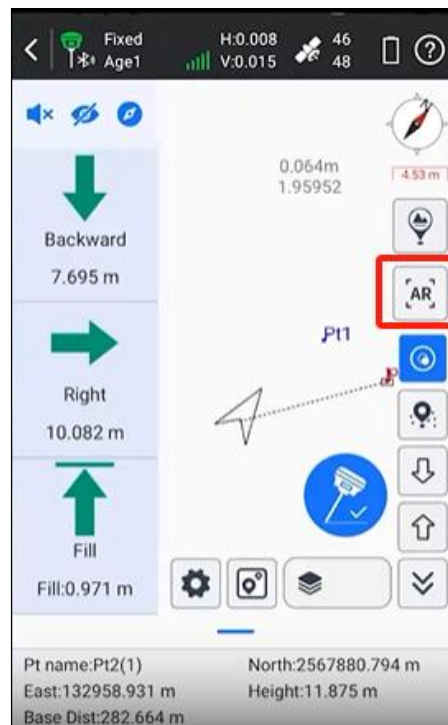 Fixed
Age1
H:0.008
V:0.015
46
48
?
0.064m
1.95952
4.53 m
Backward
7.695 m
AR
Pt1
Right
10.082 m
Fill
Fill:0.971 m
Pt name:Pt2(1)
North:2567880.794 m
East:132958.931 m
Height:11.875 m
Base Dist:282.664 m